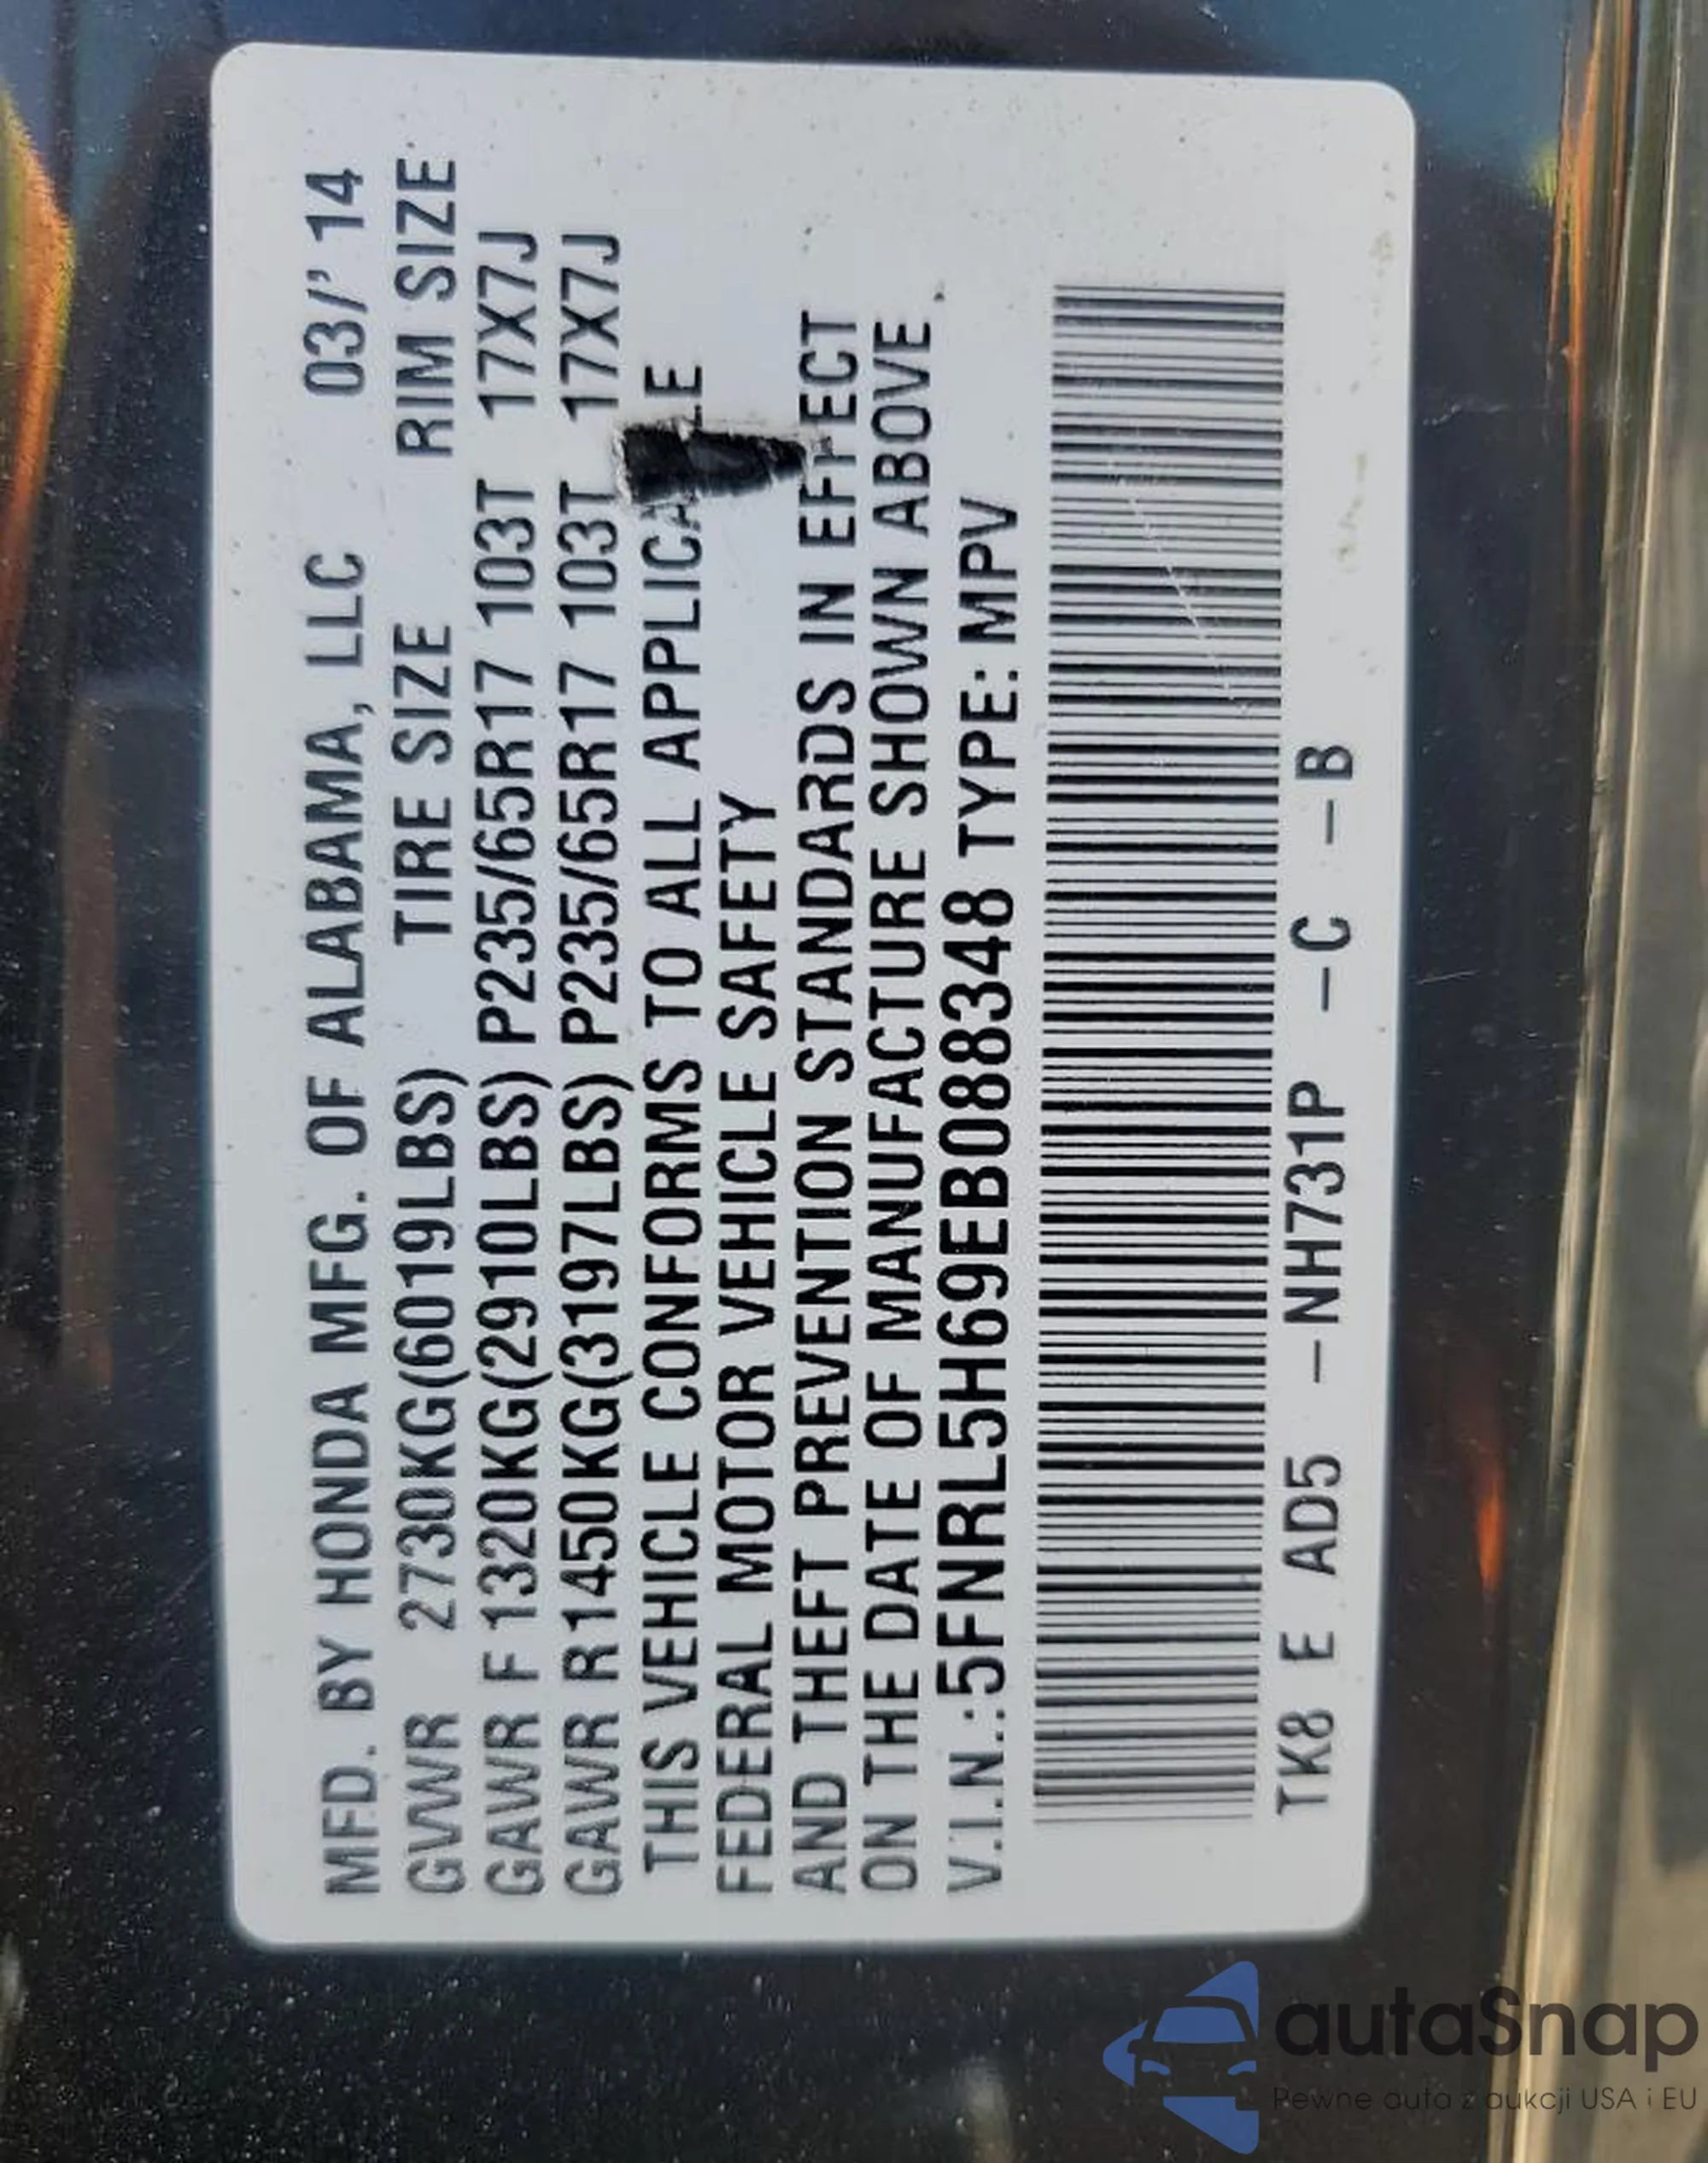 MFD. BY HONDA MFG. OF ALABAMA, LLC 03/'14
GVWR 2730KG(6019LBS) TIRE SIZE RIM SIZE
GAWR F 1320KG(2910LBS) P235/65R17 103T 17X7J
GAWR R1450KG(3197LBS) P235/65R17 103T 17X7J
THIS VEHICLE CONFORMS TO ALL
FEDERAL MOTOR VEHICLE SAFETY
AND THEFT PREVENTION STANDARDS IN EFFECT
ON THE DATE OF MANUFACTURE SHOWN ABOVE.
V.I.N.:5FNRL5H69EB088348 TYPE: MPV
TK8 E AD5 –NH731P –C –B
autaSnap
Pewne auta z aukcji USA i EU